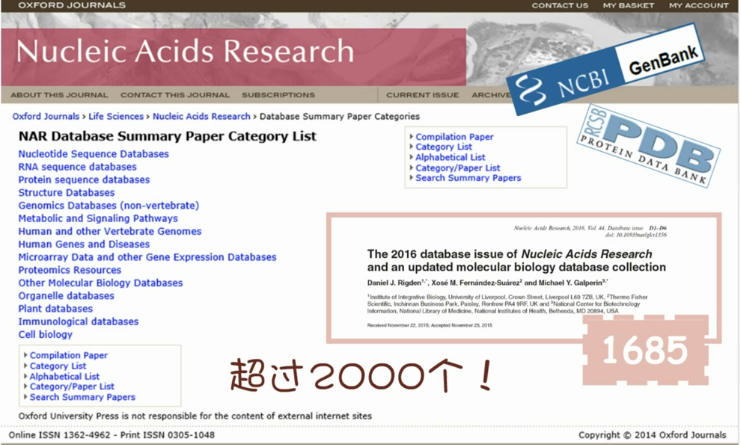 OXFORD JOURNALS
CONTACT US MY BASKET MY ACCOUNT
Nucleic Acids Research
NCBI GenBank
ABOUT THIS JOURNAL CONTACT THIS JOURNAL SUBSCRIPTIONS
CURRENT ISSUE ARCHIVE
Oxford Journals › Life Sciences › Nucleic Acids Research › Database Summary Paper Categories
RCSB
PDB
PROTEIN DATA BANK
NAR Database Summary Paper Category List
Compilation Paper
Category List
Alphabetical List
Category/Paper List
Search Summary Papers
Nucleotide Sequence Databases
RNA sequence databases
Protein sequence databases
Structure Databases
Genomics Databases (non-vertebrate)
Metabolic and Signaling Pathways
Human and other Vertebrate Genomes
Human Genes and Diseases
Microarray Data and other Gene Expression Databases
Proteomics Resources
Other Molecular Biology Databases
Organelle databases
Plant databases
Immunological databases
Cell biology
Nucleic Acids Research, 2016, Vol. 44, Database issue D1–D6
The 2016 database issue of Nucleic Acids Research
and an updated molecular biology database collection
Daniel J. Rigden1,*, Xosé M. Fernández-Suárez2 and Michael Y. Galperin3,*
1Institute of Integrative Biology, University of Liverpool, Crown Street, Liverpool L69 7ZB, UK, 2Thermo Fisher
Scientific, Inchinnan Business Park, Paisley, Renfrew PA4 9RF, UK and 3National Center for Biotechnology
Information, National Library of Medicine, National Institutes of Health, Bethesda, MD 20894, USA
Received November 22, 2015; Accepted November 25, 2015
1685
Compilation Paper
Category List
Alphabetical List
Category/Paper List
Search Summary Papers
超过2000个！
Oxford University Press is not responsible for the content of external internet sites
Online ISSN 1362-4962 - Print ISSN 0305-1048
Copyright © 2014 Oxford Journals